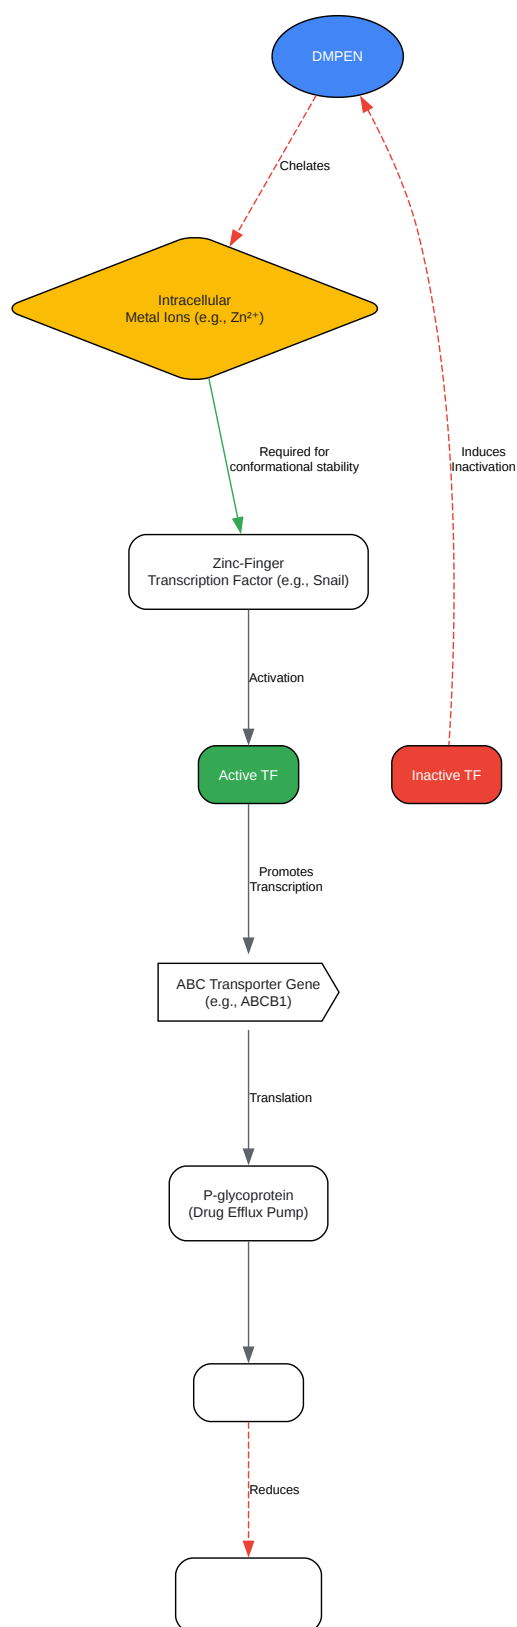 DMPEN
Chelates
Intracellular
Metal Ions (e.g., Zn²⁺)
Required for
conformational stability
Induces
Inactivation
Zinc-Finger
Transcription Factor (e.g., Snail)
Activation
Active TF
Inactive TF
Promotes
Transcription
ABC Transporter Gene
(e.g., ABCB1)
Translation
P-glycoprotein
(Drug Efflux Pump)
Reduces